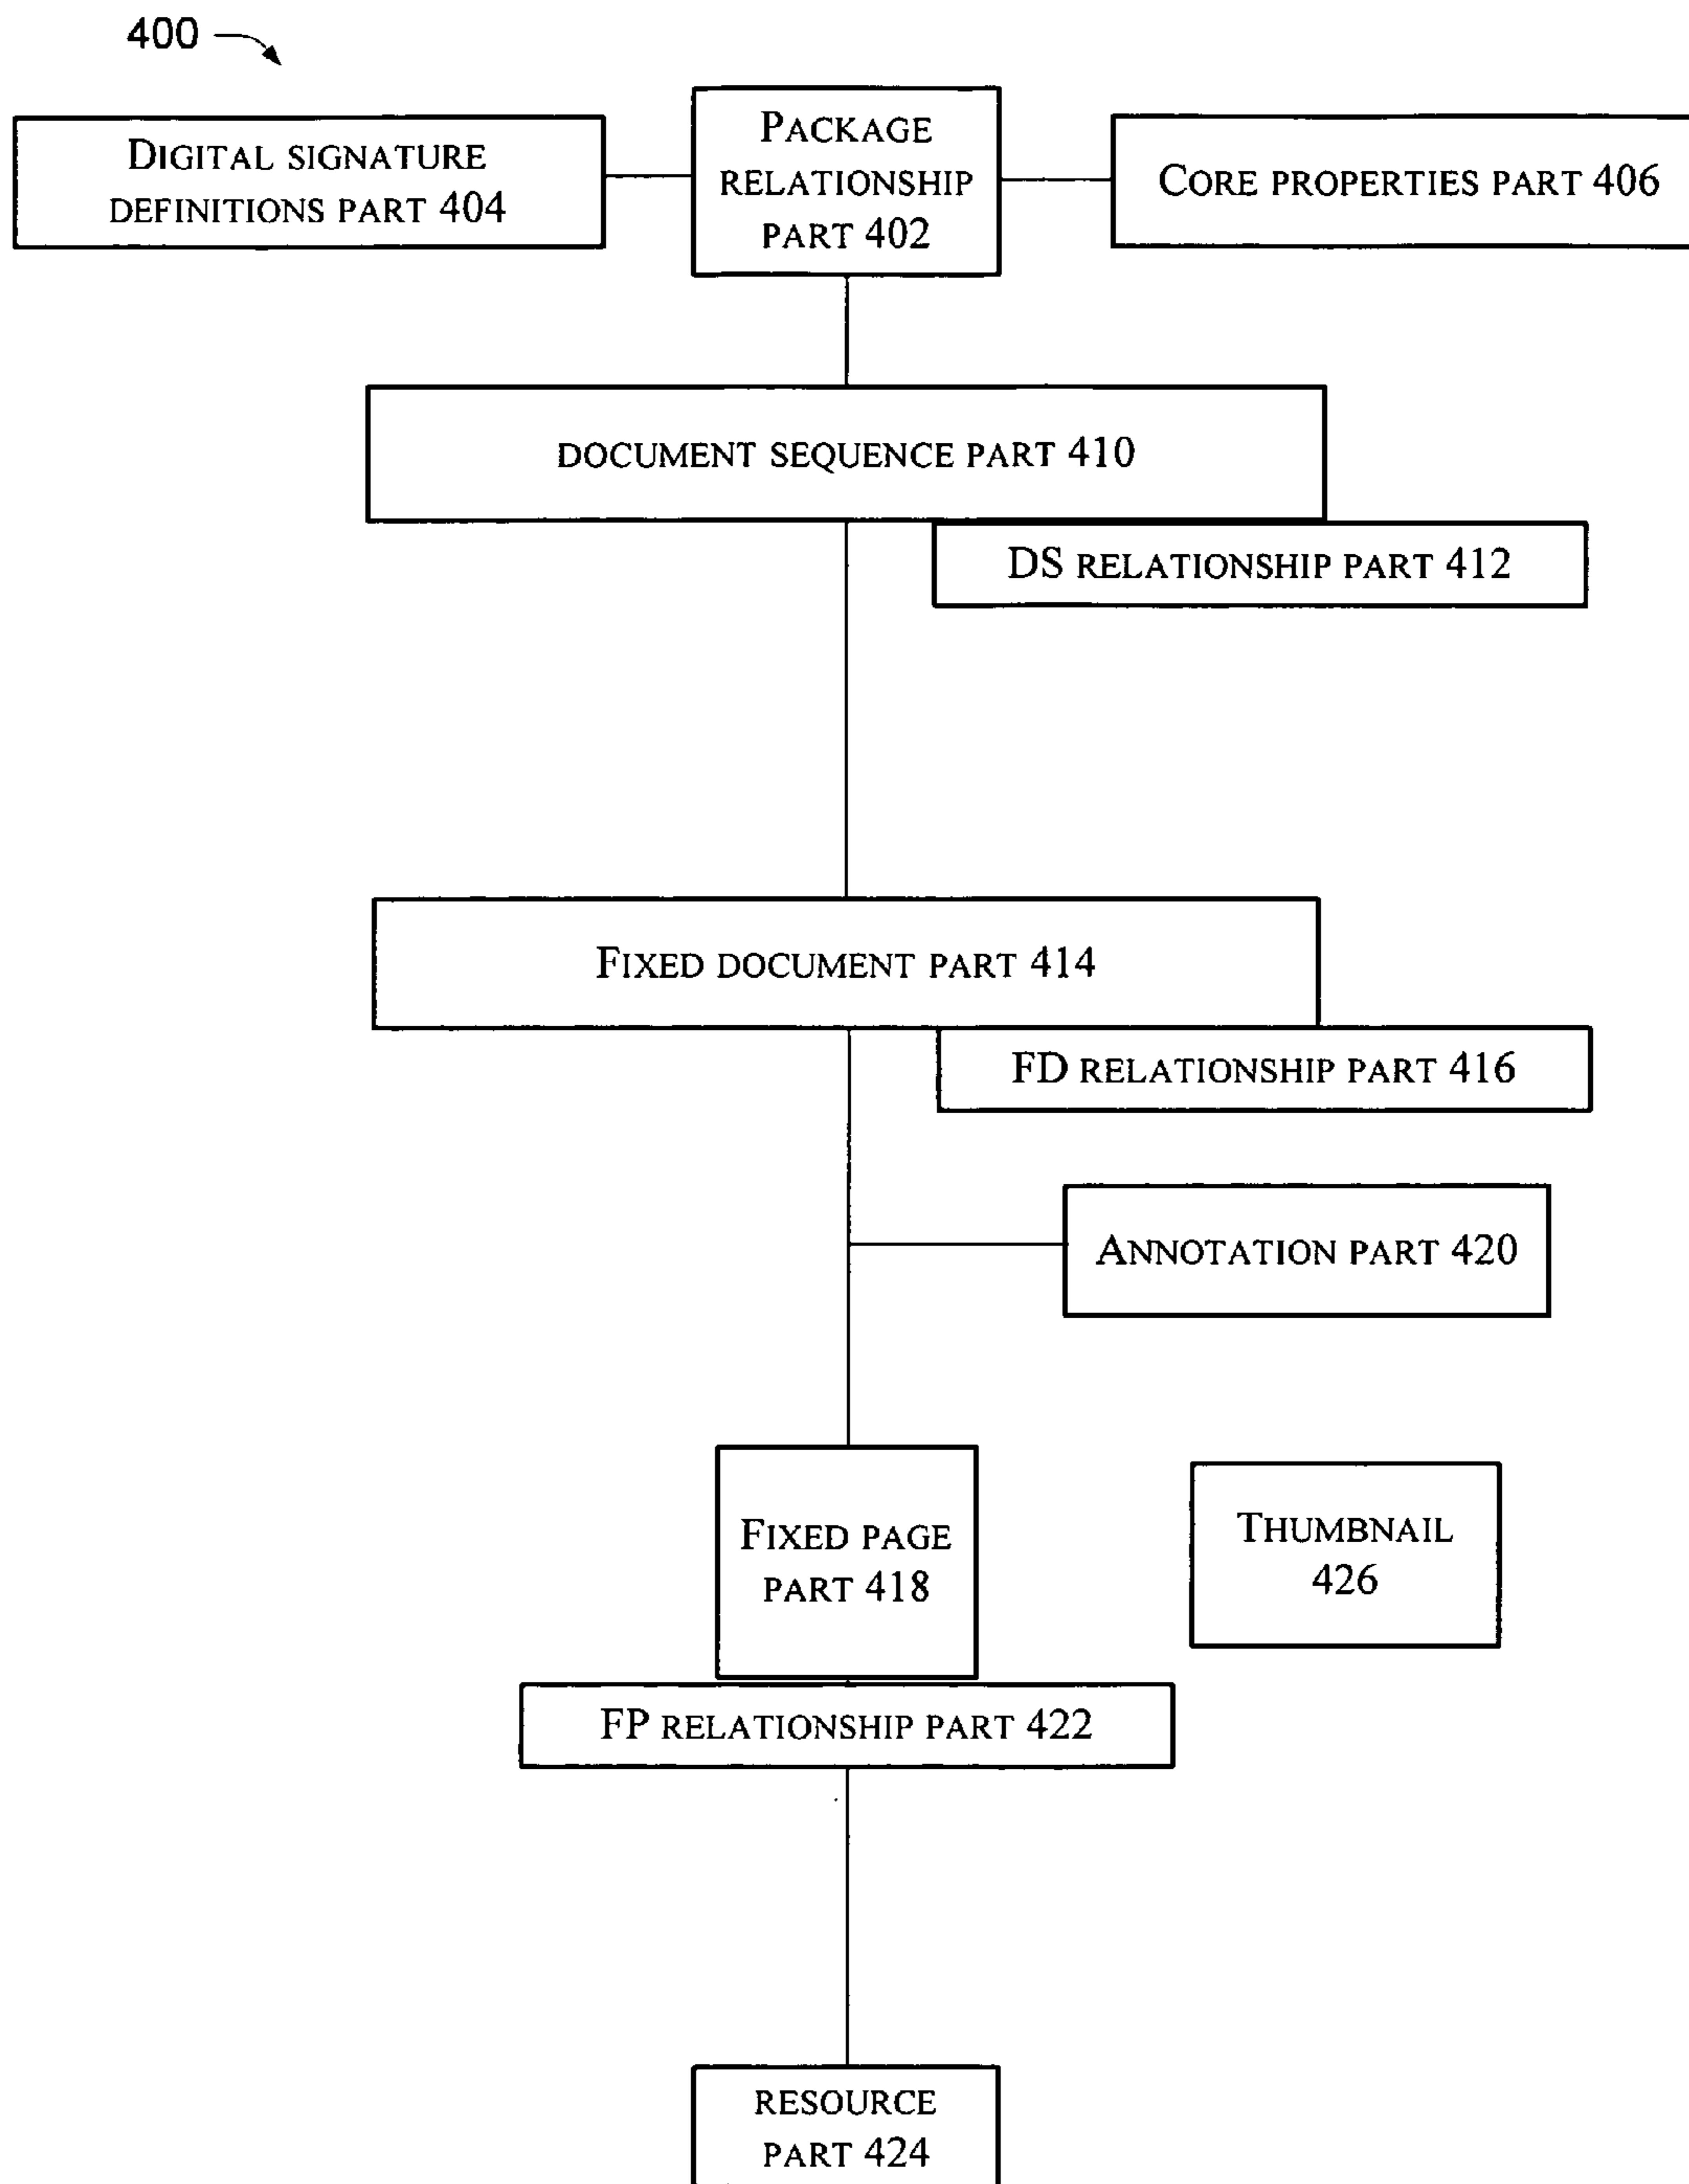 400
PACKAGE
RELATIONSHIP
PART 402
DIGITAL SIGNATURE
DEFINITIONS PART 404
CORE PROPERTIES PART 406
DOCUMENT SEQUENCE PART 410
DS RELATIONSHIP PART 412
FIXED DOCUMENT PART 414
FD RELATIONSHIP PART 416
ANNOTATION PART 420
FIXED PAGE
PART 418
THUMBNAIL
426
FP RELATIONSHIP PART 422
RESOURCE
PART 424